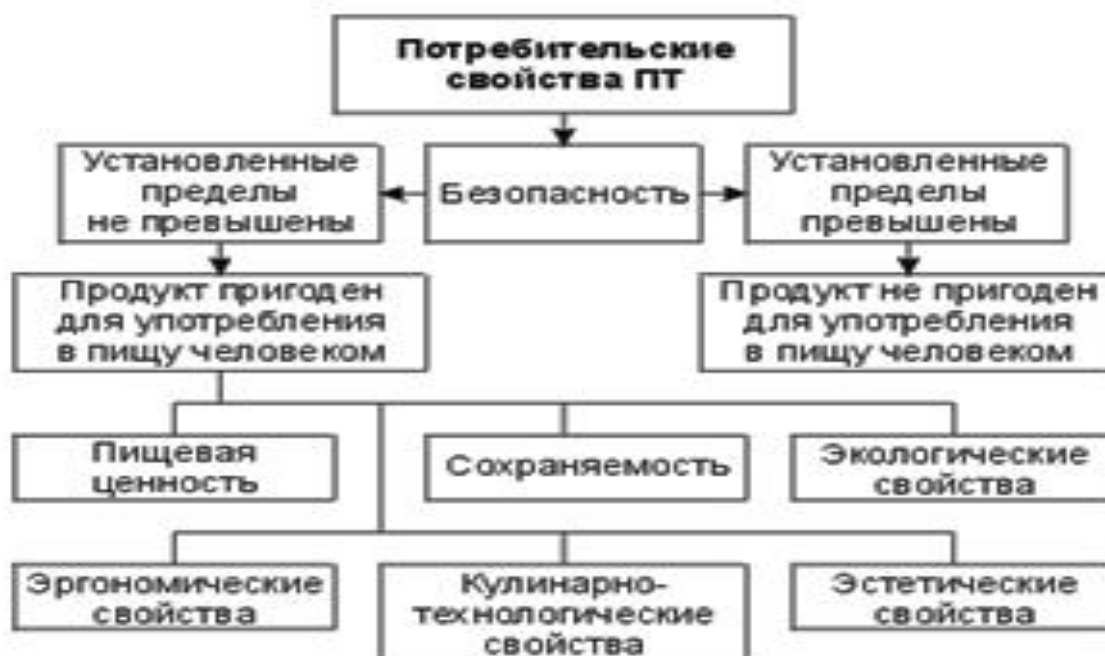 Потребительские
свойства ПТ
Установленные
пределы
не превышены
Безопасность
Установленные
пределы
превышены
Продукт пригоден
для употребления
в пищу человеком
Продукт не пригоден
для употребления
в пищу человеком
Пищевая
ценность
Сохраняемость
Экологические
свойства
Эргономические
свойства
Кулинарно-
технологические
свойства
Эстетические
свойства